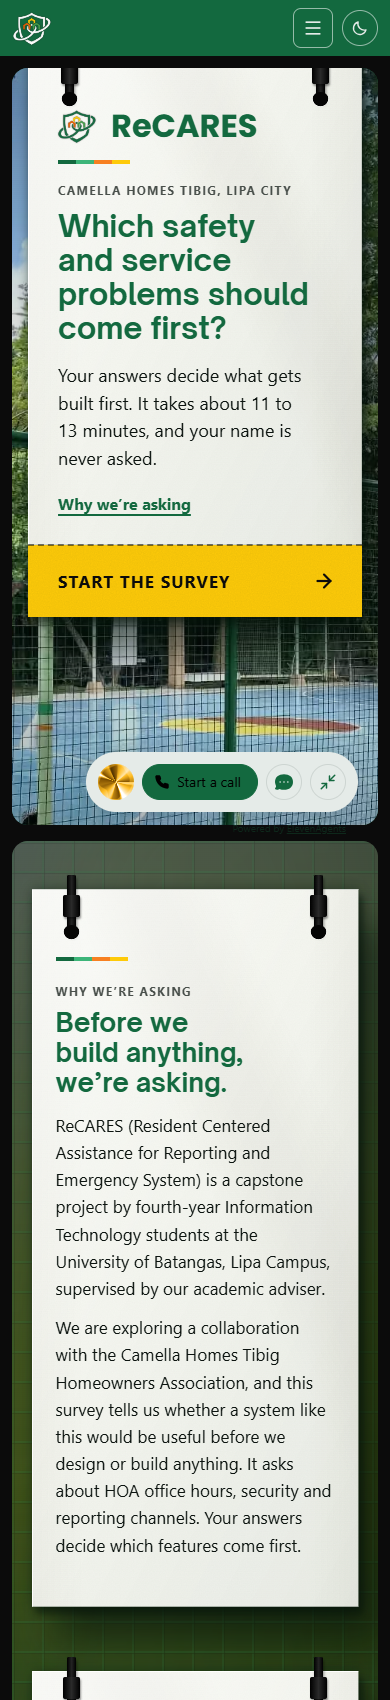 ReCARES
CAMELLA HOMES TIBIG, LIPA CITY
Which safety
and service
problems should
come first?
Your answers decide what gets
built first. It takes about 11 to
13 minutes, and your name is
never asked.
Why we're asking
START THE SURVEY
Start a call
Powered by ElevenAgents
WHY WE'RE ASKING
Before we
build anything,
we're asking.
ReCARES (Resident Centered
Assistance for Reporting and
Emergency System) is a capstone
project by fourth-year Information
Technology students at the
University of Batangas, Lipa Campus,
supervised by our academic adviser.
We are exploring a collaboration
with the Camella Homes Tibig
Homeowners Association, and this
survey tells us whether a system like
this would be useful before we
design or build anything. It asks
about HOA office hours, security and
reporting channels. Your answers
decide which features come first.